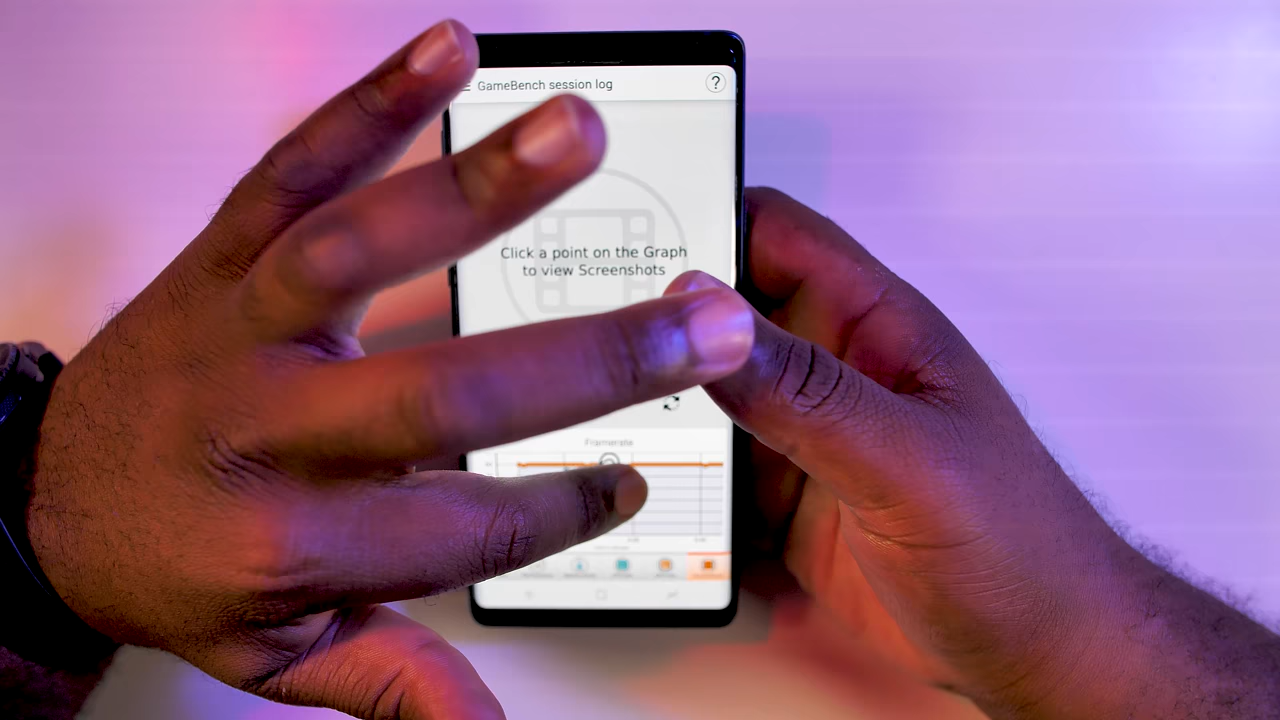 GameBench session log
?
Click a point on the Graph
to view Screenshots
Framerate